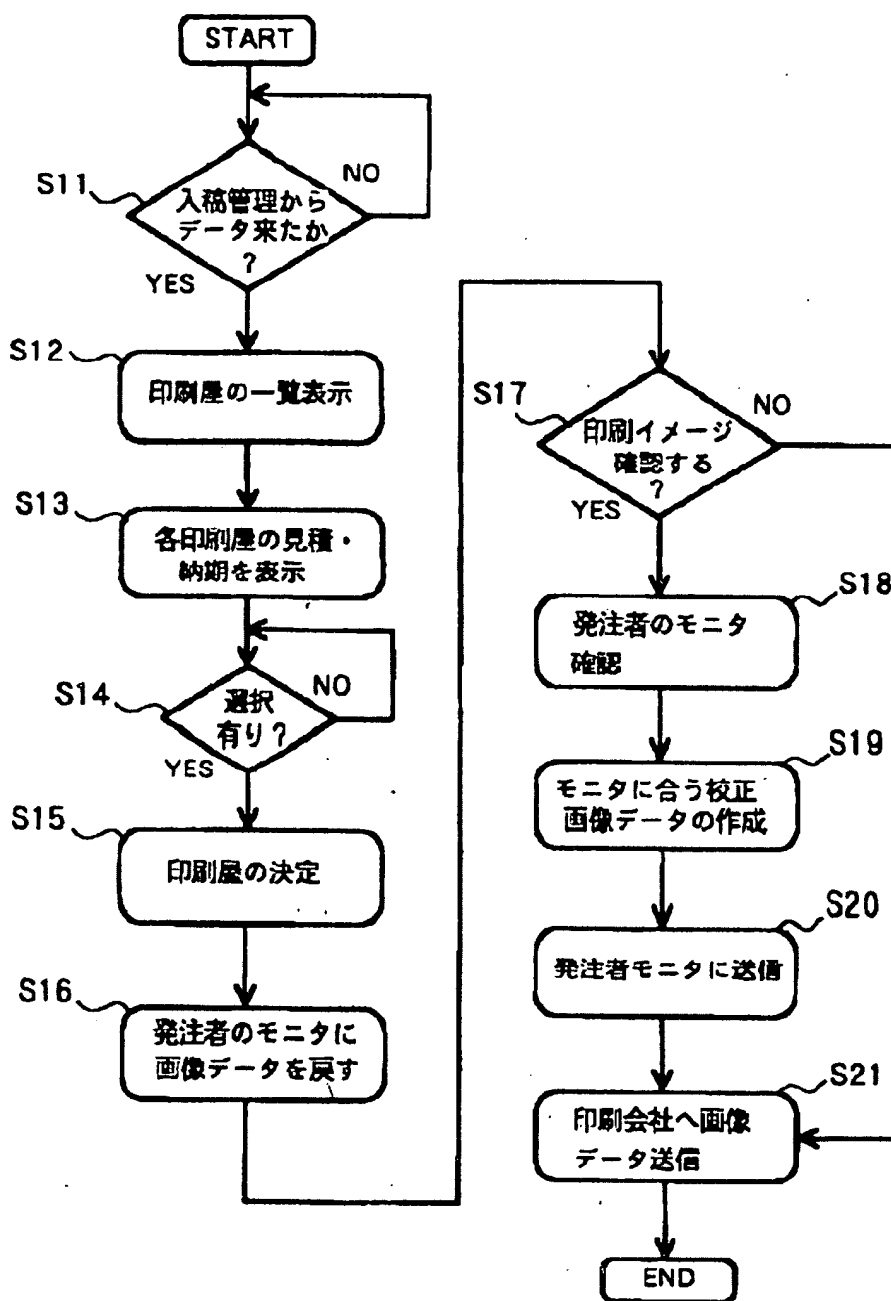 START
S11
入稿管理から
データ来たか
?
NO
YES
S12
印刷屋の一覧表示
S13
各印刷屋の見積・
納期を表示
S14
選択
有り?
NO
YES
S15
印刷屋の決定
S16
発注者のモニタに
画像データを戻す
S17
印刷イメージ
確認する
?
NO
YES
S18
発注者のモニタ
確認
S19
モニタに合う校正
画像データの作成
S20
発注者モニタに送信
S21
印刷会社へ画像
データ送信
END